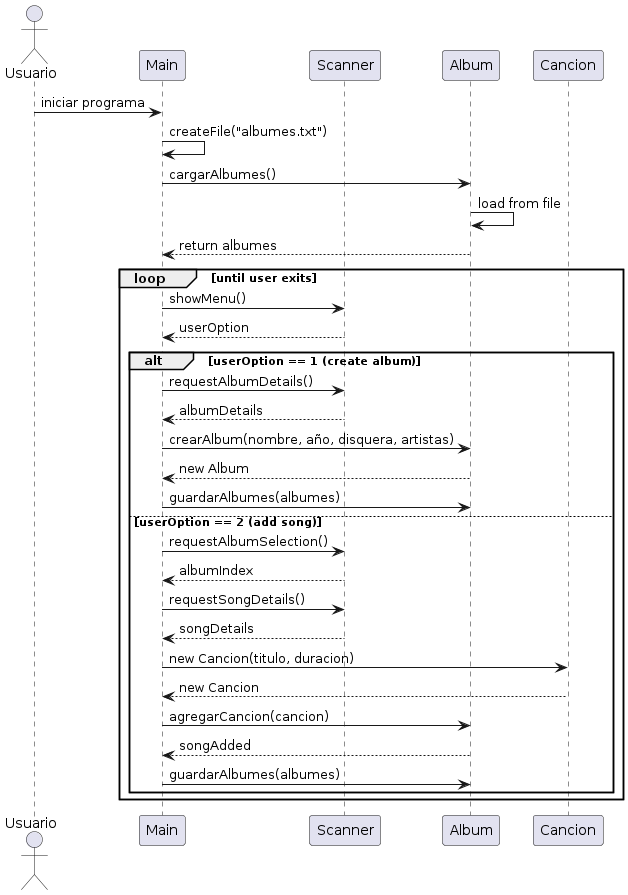 Usuario
Main
Scanner
Album
Cancion
iniciar programa
createFile("albumes.txt")
cargarAlbumes()
load from file
return albumes
loop [until user exits]
showMenu()
userOption
alt [userOption == 1 (create album)]
requestAlbumDetails()
albumDetails
crearAlbum(nombre, año, disquera, artistas)
new Album
guardarAlbumes(albumes)
[userOption == 2 (add song)]
requestAlbumSelection()
albumIndex
requestSongDetails()
songDetails
new Cancion(titulo, duracion)
new Cancion
agregarCancion(cancion)
songAdded
guardarAlbumes(albumes)
Usuario
Main
Scanner
Album
Cancion